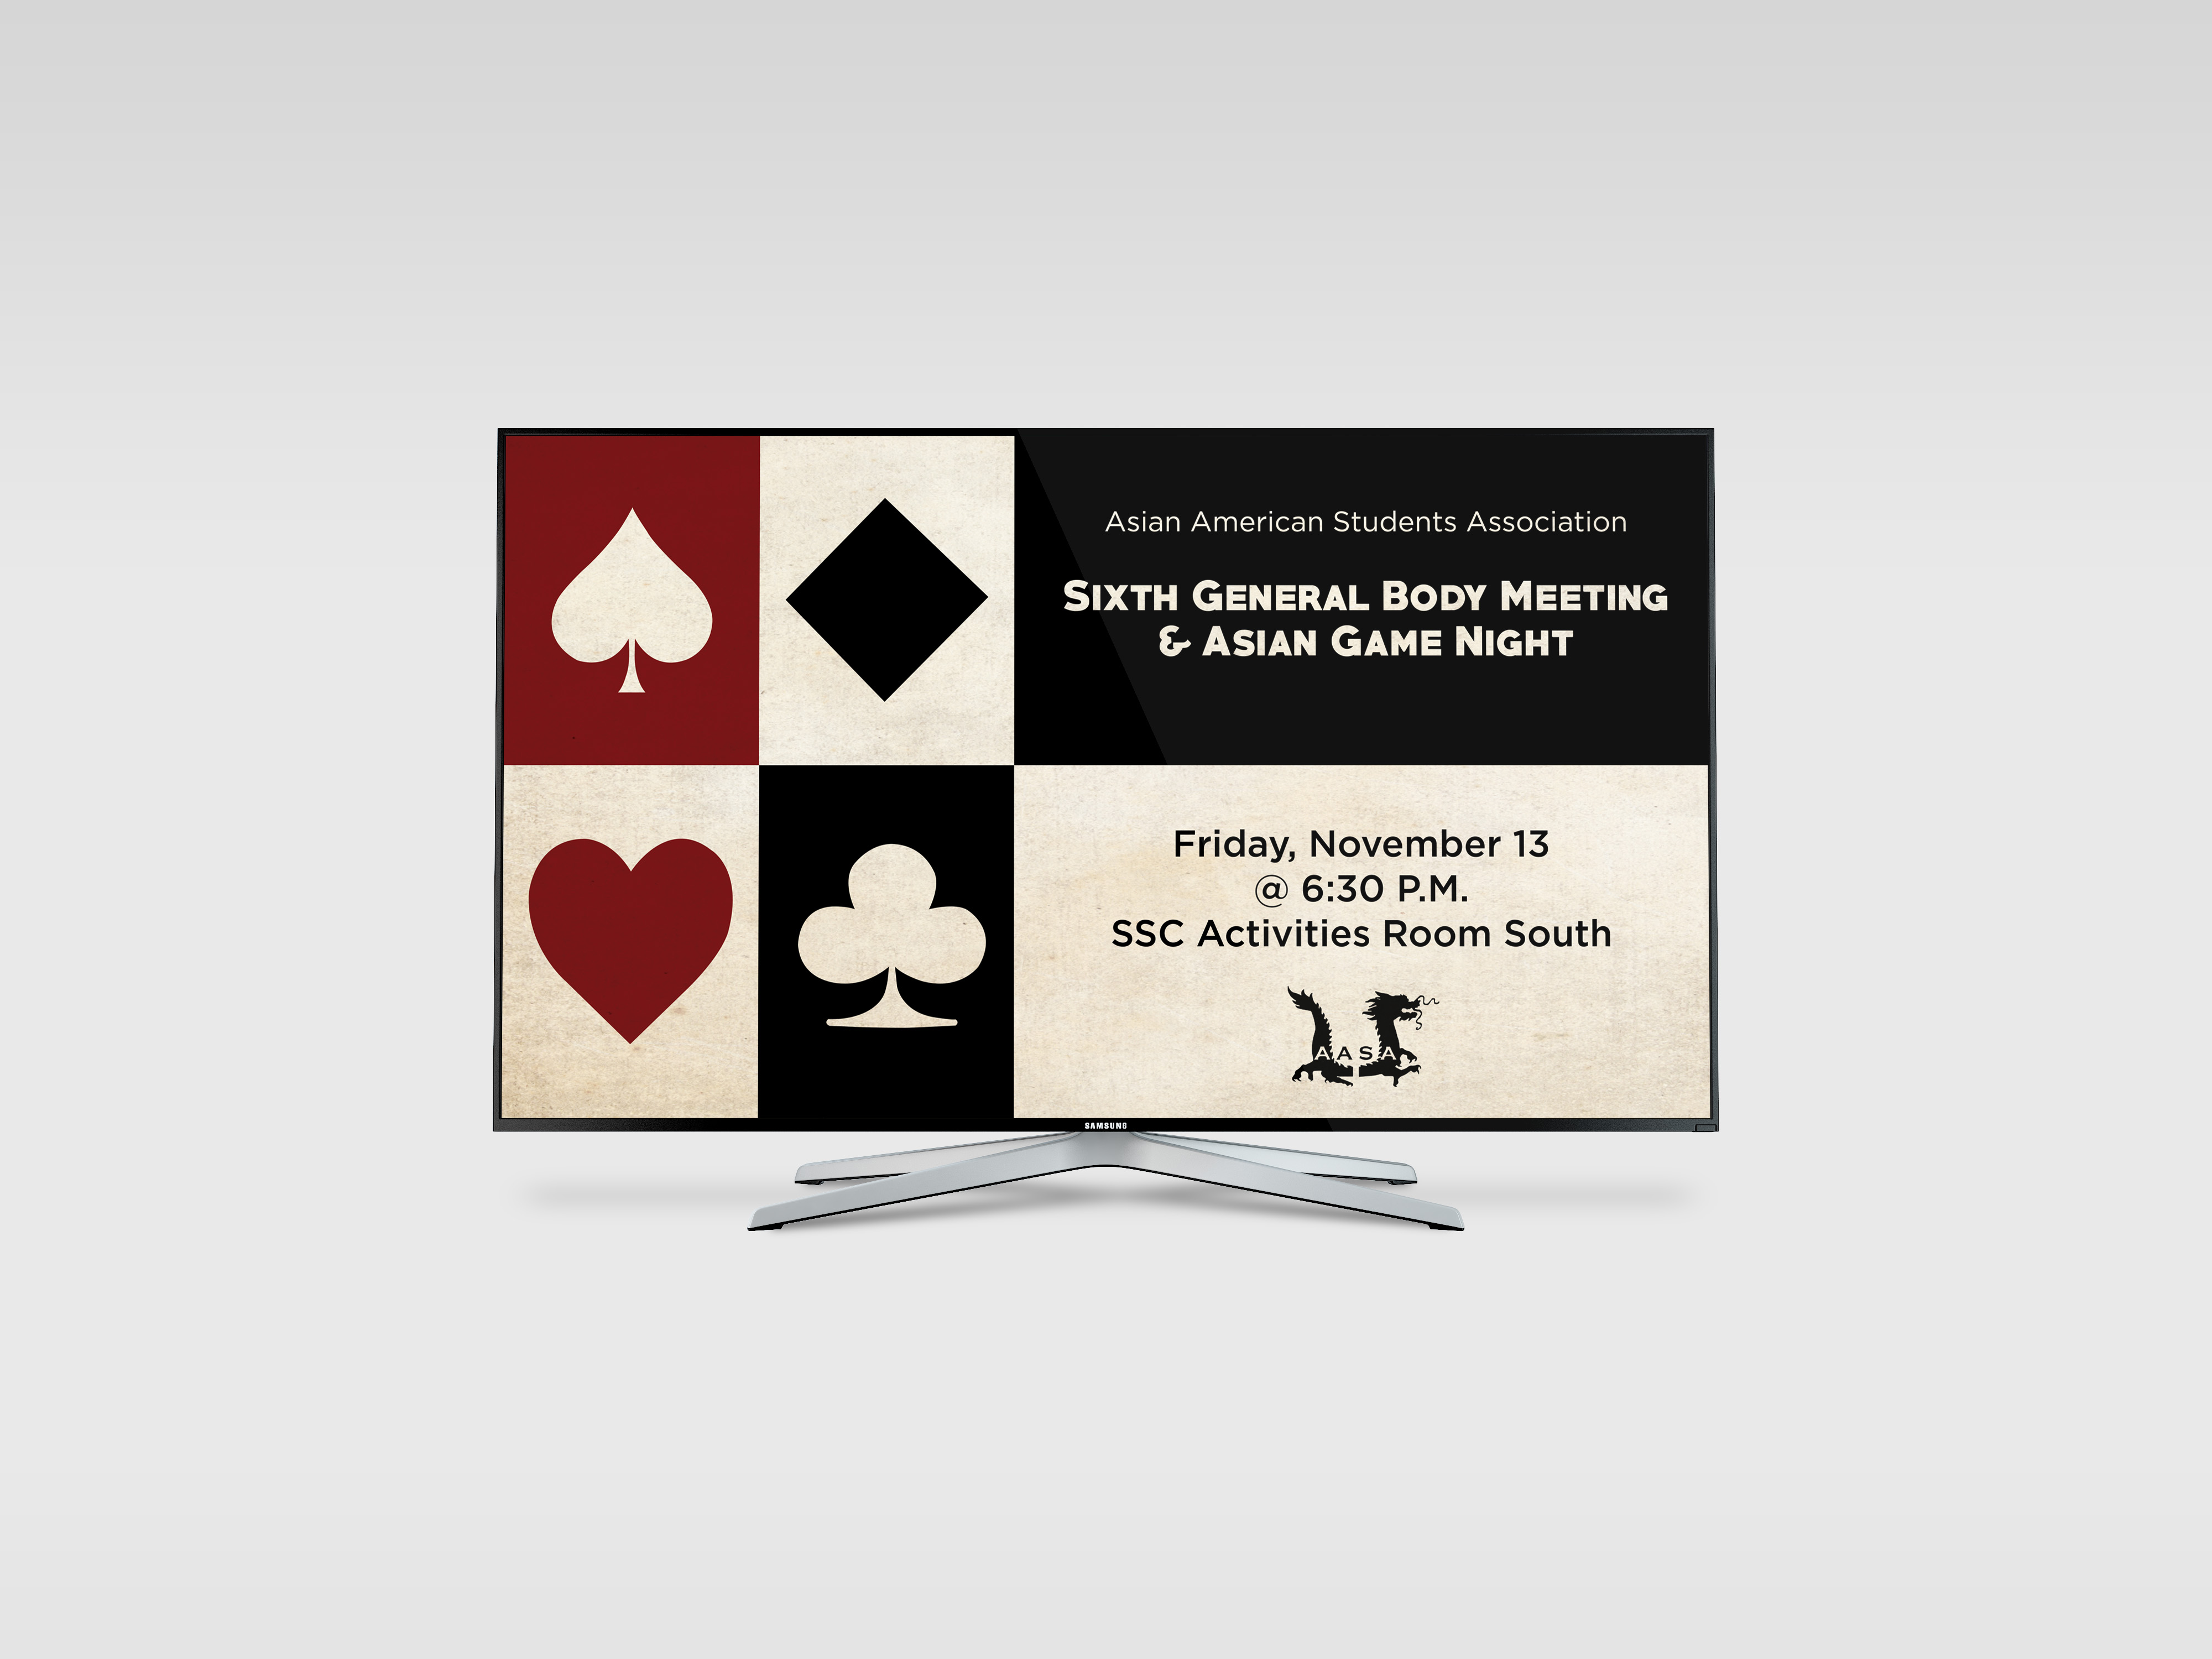 Asian American Students Association
Sixth General Body Meeting
& Asian Game Night
Friday, November 13
@ 6:30 P.M.
SSC Activities Room South
AASA
SAMSUNG